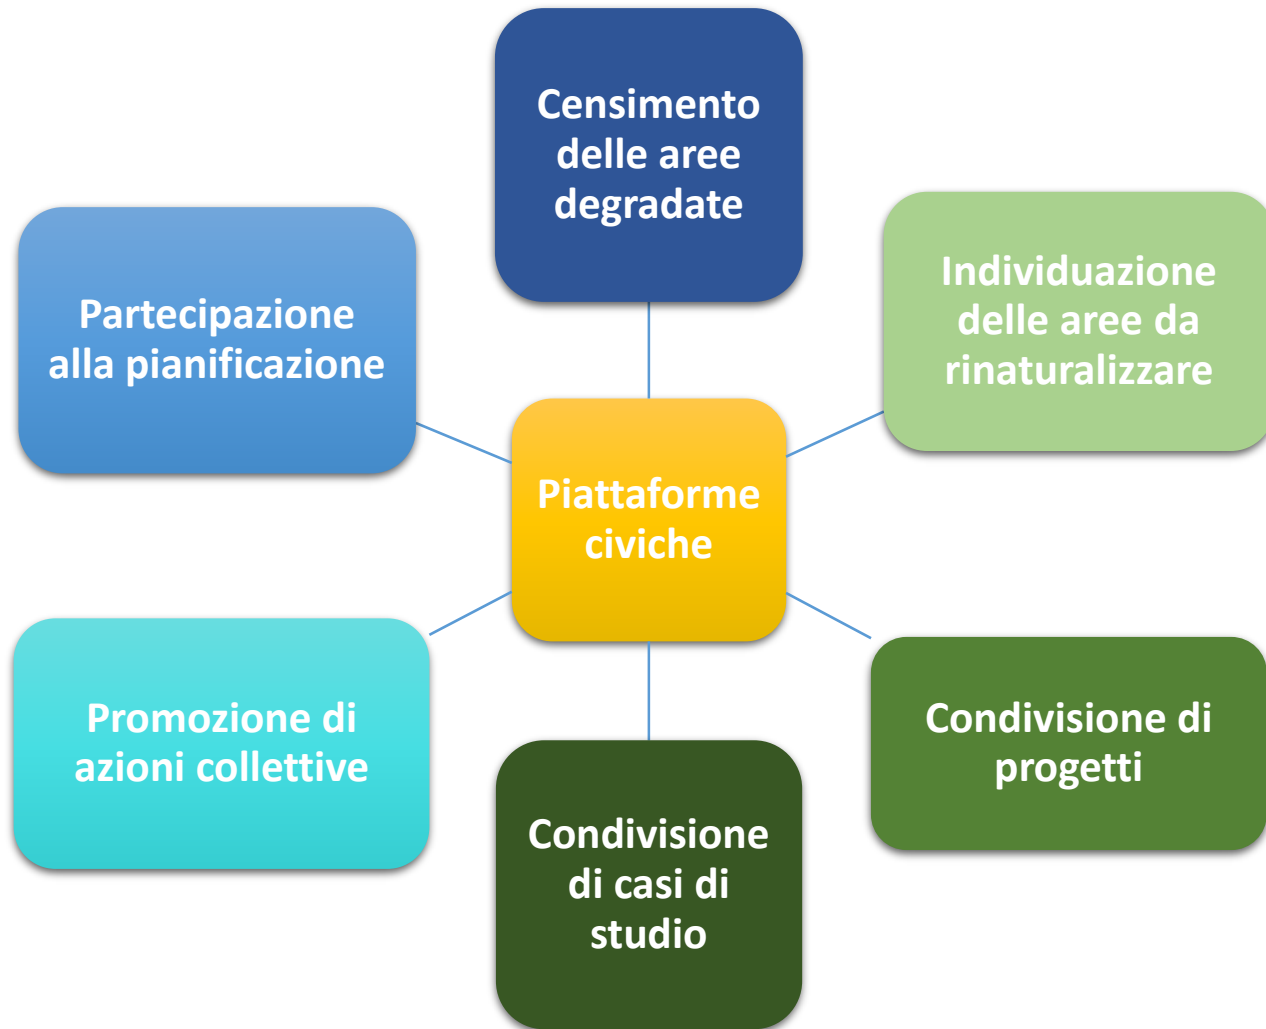 Censimento
delle aree
degradate
Individuazione
delle aree da
rinaturalizzare
Partecipazione
alla pianificazione
Piattaforme
civiche
Promozione di
azioni collettive
Condivisione di
progetti
Condivisione
di casi di
studio